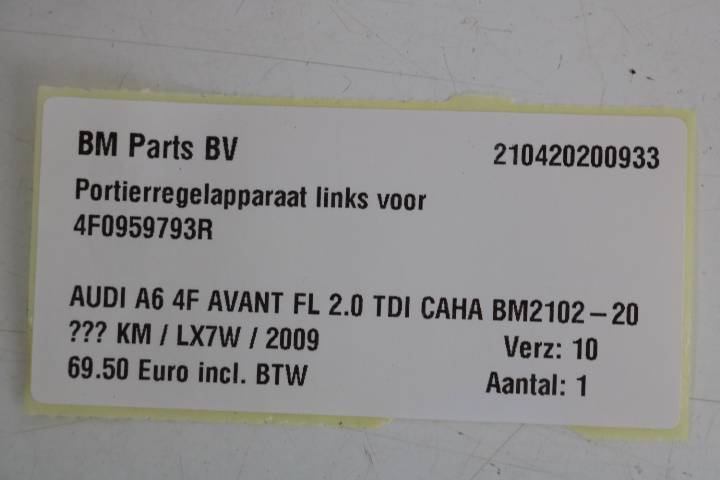 BM Parts BV 210420200933
Portierregelapparaat links voor
4F0959793R
AUDI A6 4F AVANT FL 2.0 TDI CAHA BM2102-20
??? KM / LX7W / 2009 Verz: 10
69.50 Euro incl. BTW Aantal: 1